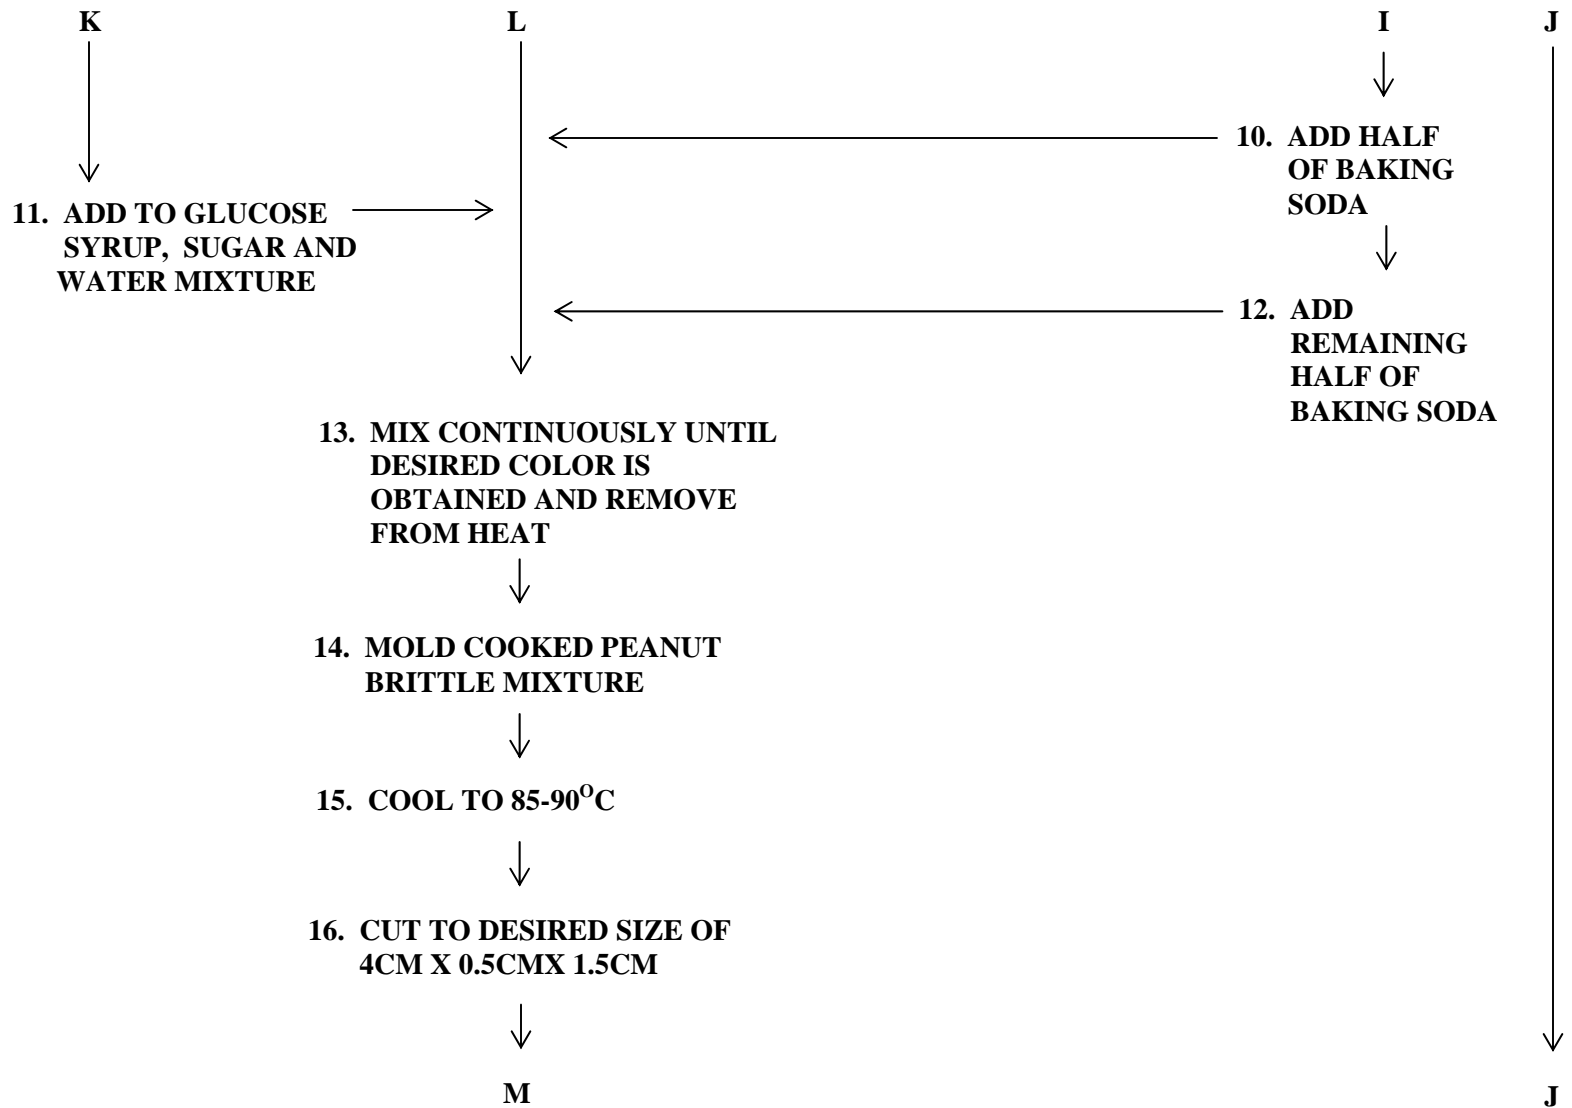 K L I J
10. ADD HALF
OF BAKING
SODA
11. ADD TO GLUCOSE
SYRUP, SUGAR AND
WATER MIXTURE
12. ADD
REMAINING
HALF OF
BAKING SODA
13. MIX CONTINUOUSLY UNTIL
DESIRED COLOR IS
OBTAINED AND REMOVE
FROM HEAT
14. MOLD COOKED PEANUT
BRITTLE MIXTURE
15. COOL TO 85-90ᴼC
16. CUT TO DESIRED SIZE OF
4CM X 0.5CMX 1.5CM
M J